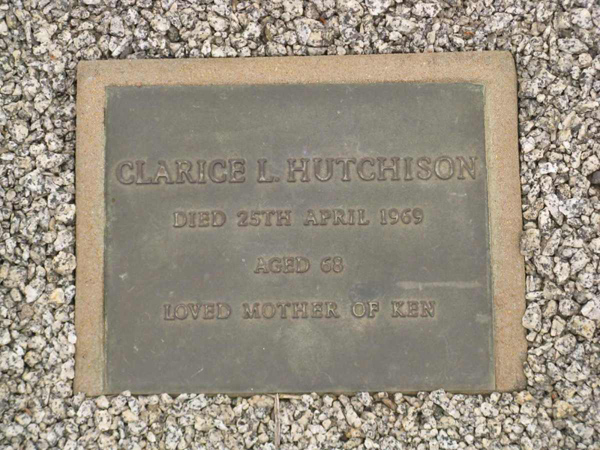 CLARICE L. HUTCHISON
DIED 25TH APRIL 1969
AGED 68
LOVED MOTHER OF KEN